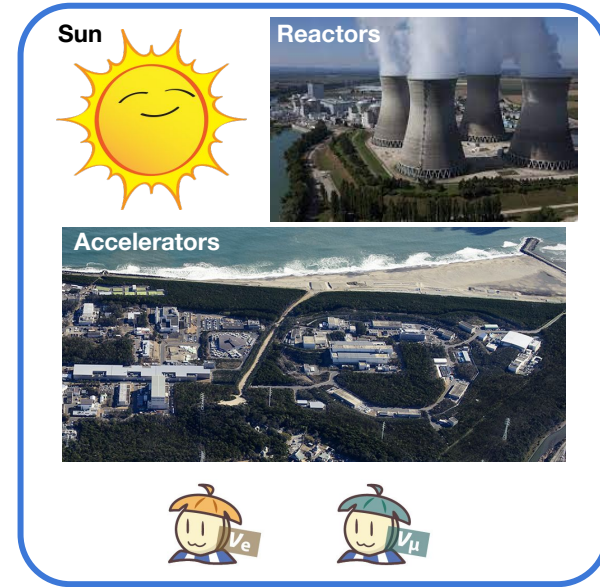 Sun
Reactors
Accelerators
νe
νμ